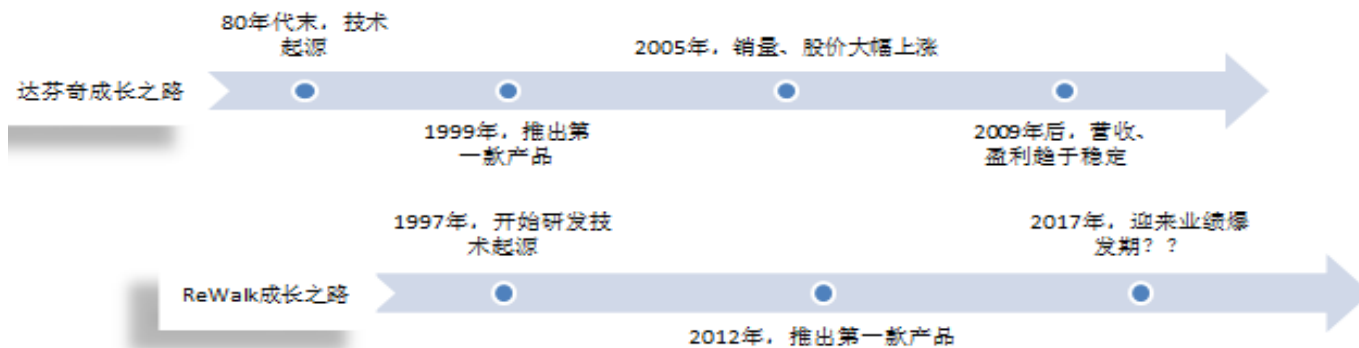 80年代末，技术
起源
2005年，销量、股价大幅上涨
达芬奇成长之路
1999年，推出第
一款产品
2009年后，营收、
盈利趋于稳定
1997年，开始研发技
术起源
2017年，迎来业绩爆
发期？？
ReWalk成长之路
2012年，推出第一款产品